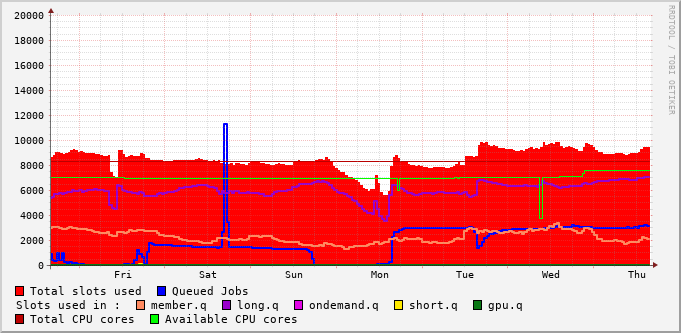 20000
18000
16000
14000
12000
10000
8000
6000
4000
2000
0
Fri Sat Sun Mon Tue Wed Thu
RRDTOOL / TOBI OETIKER
Total slots used Queued Jobs
Slots used in : member.q long.q ondemand.q short.q gpu.q
Total CPU cores Available CPU cores